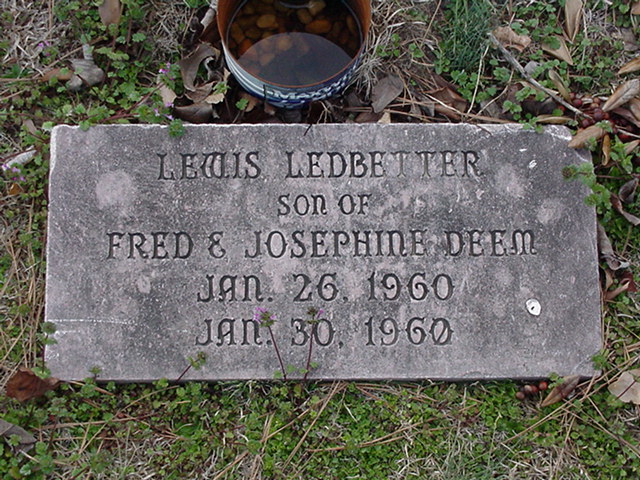 LEWIS LEDBETTER
SON OF
FRED & JOSEPHINE DEEM
JAN. 26, 1960
JAN. 30, 1960